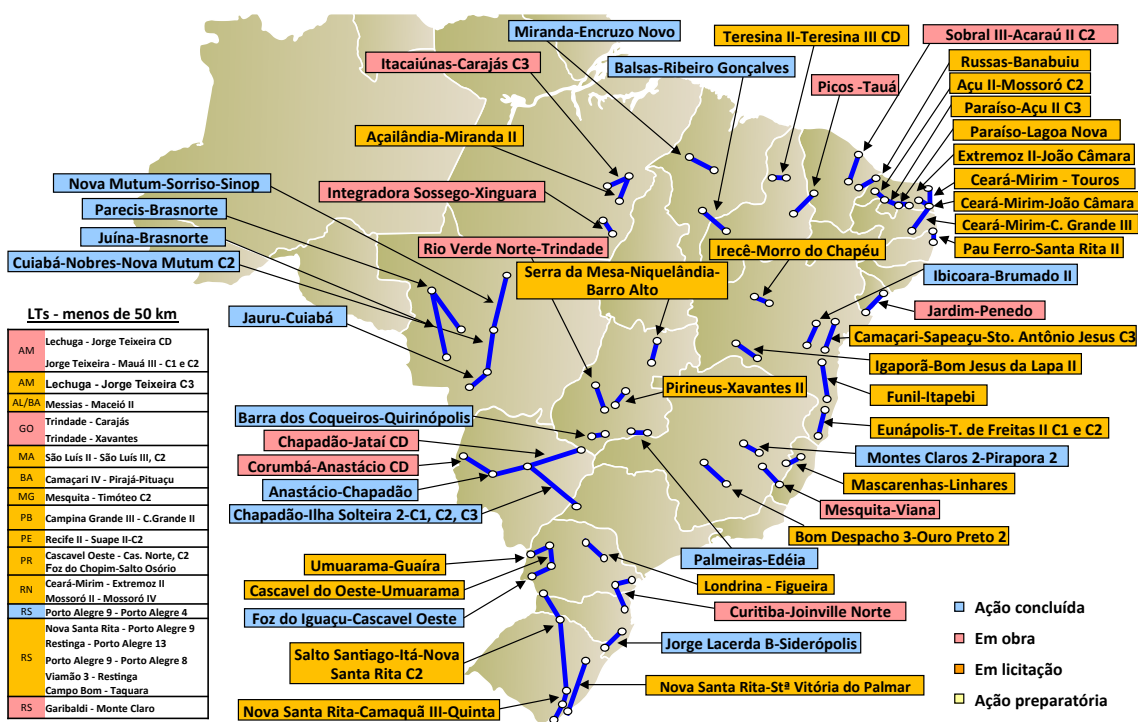 Miranda-Encruzo Novo
Teresina II-Teresina III CD
Sobral III-Acaraú II C2
Itacaiúnas-Carajás C3
Balsas-Ribeiro Gonçalves
Russas-Banabuiu
Picos -Tauá
Açu II-Mossoró C2
Paraíso-Açu II C3
Açailândia-Miranda II
Paraíso-Lagoa Nova
Extremoz II-João Câmara
Nova Mutum-Sorriso-Sinop
Integradora Sossego-Xinguara
Ceará-Mirim - Touros
Ceará-Mirim-João Câmara
Parecis-Brasnorte
Ceará-Mirim-C. Grande III
Juína-Brasnorte
Rio Verde Norte-Trindade
Irecê-Morro do Chapéu
Pau Ferro-Santa Rita II
Cuiabá-Nobres-Nova Mutum C2
Serra da Mesa-Niquelândia-
Barro Alto
Ibicoara-Brumado II
Jauru-Cuiabá
Jardim-Penedo
Camaçari-Sapeaçu-Sto. Antônio Jesus C3
Igaporã-Bom Jesus da Lapa II
Pirineus-Xavantes II
Funil-Itapebi
Barra dos Coqueiros-Quirinópolis
Eunápolis-T. de Freitas II C1 e C2
Chapadão-Jataí CD
Montes Claros 2-Pirapora 2
Corumbá-Anastácio CD
Mascarenhas-Linhares
Anastácio-Chapadão
Mesquita-Viana
Chapadão-Ilha Solteira 2-C1, C2, C3
Bom Despacho 3-Ouro Preto 2
Palmeiras-Edéia
Umuarama-Guaíra
Londrina - Figueira
Cascavel do Oeste-Umuarama
Curitiba-Joinville Norte
Foz do Iguaçu-Cascavel Oeste
Jorge Lacerda B-Siderópolis
Salto Santiago-Itá-Nova
Santa Rita C2
Nova Santa Rita-Stª Vitória do Palmar
Nova Santa Rita-Camaquã III-Quinta
LTs - menos de 50 km
AM
Lechuga - Jorge Teixeira CD
Jorge Teixeira - Mauá III - C1 e C2
AM Lechuga - Jorge Teixeira C3
AL/BA Messias - Maceió II
GO
Trindade - Carajás
Trindade - Xavantes
MA São Luís II - São Luís III, C2
BA Camaçari IV - Pirajá-Pituaçu
MG Mesquita - Timóteo C2
PB Campina Grande III - C.Grande II
PE Recife II - Suape II-C2
PR
Cascavel Oeste - Cas. Norte, C2
Foz do Chopim-Salto Osório
RN
Ceará-Mirim - Extremoz II
Mossoró II - Mossoró IV
RS Porto Alegre 9 - Porto Alegre 4
RS
Nova Santa Rita - Porto Alegre 9
Restinga - Porto Alegre 13
Porto Alegre 9 - Porto Alegre 8
Viamão 3 - Restinga
Campo Bom - Taquara
RS Garibaldi - Monte Claro
Ação concluída
Em obra
Em licitação
Ação preparatória